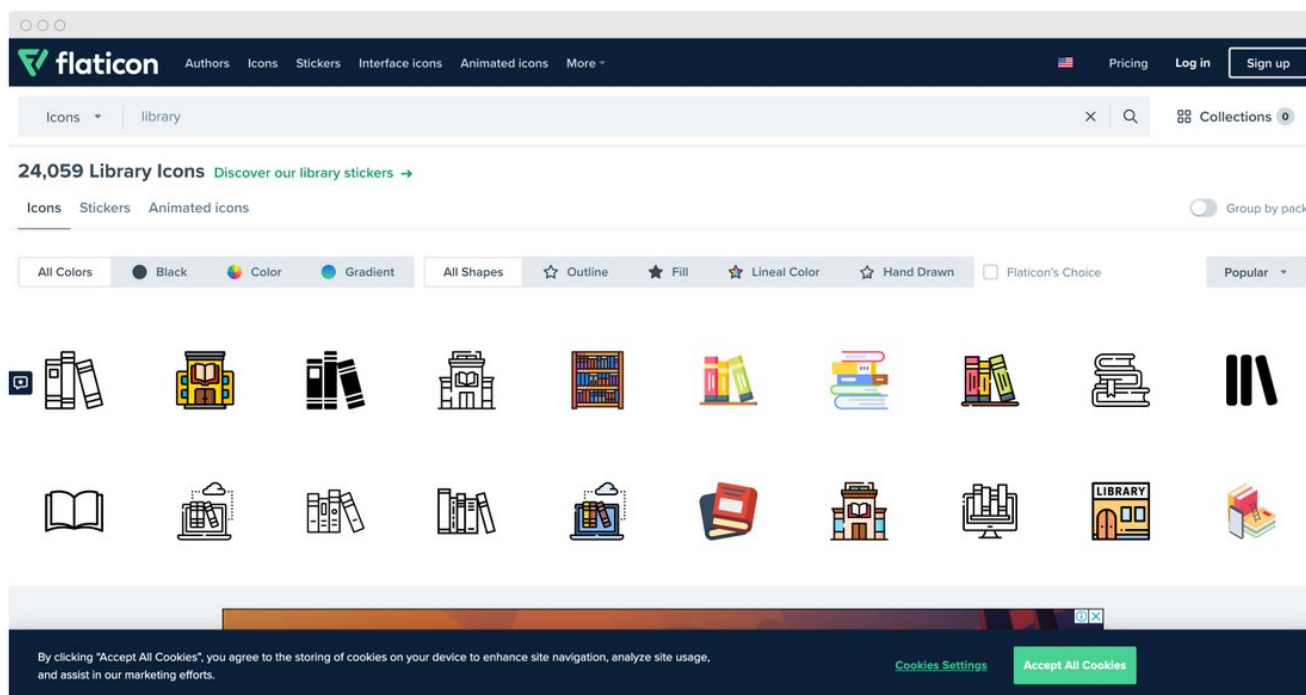 flaticon Authors Icons Stickers Interface icons Animated icons More Pricing Log in Sign up
Icons library Collections 0
24,059 Library Icons Discover our library stickers →
Icons Stickers Animated icons Group by pack
All Colors Black Color Gradient All Shapes Outline Fill Lineal Color Hand Drawn Flaticon's Choice Popular
LIBRARY
By clicking "Accept All Cookies", you agree to the storing of cookies on your device to enhance site navigation, analyze site usage,
and assist in our marketing efforts.
Cookies Settings Accept All Cookies